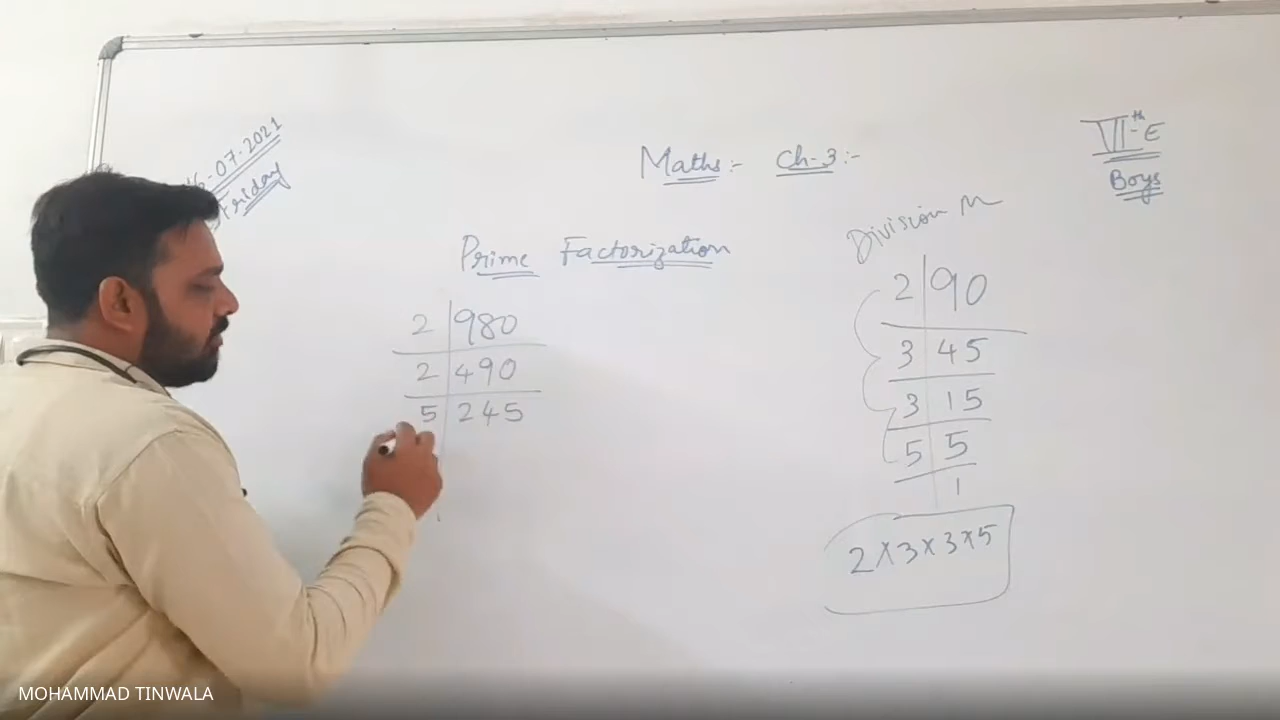 -07-2021
Friday
Maths:- Ch-3:-
VIIth-E
Boys
Prime Factorization
2 980
2 490
5 245
Division M
2 90
3 45
3 15
5 5
1
2×3×3×5
MOHAMMAD TINWALA